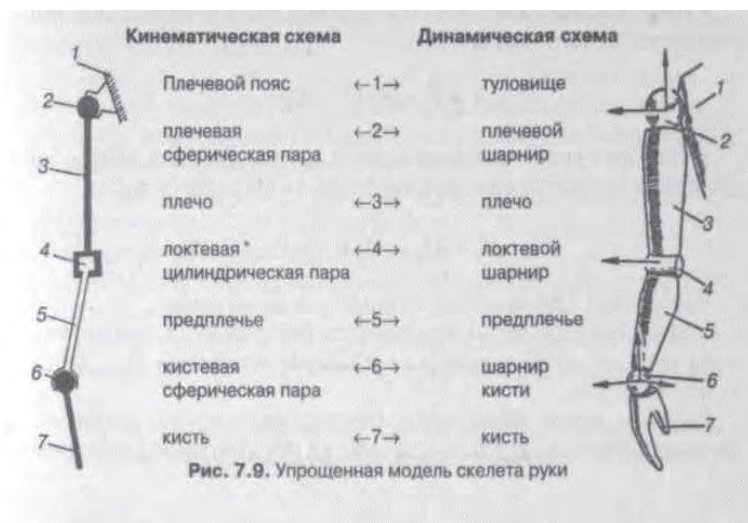 Кинематическая схема Динамическая схема
1 Плечевой пояс ←1→ туловище 1
2 плечевая ←2→ плечевой 2
сферическая пара шарнир
3 плечо ←3→ плечо 3
4 локтевая ←4→ локтевой 4
цилиндрическая пара шарнир
5 предплечье ←5→ предплечье 5
6 кистевая ←6→ шарнир 6
сферическая пара кисти
7 кисть ←7→ кисть 7
Рис. 7.9. Упрощенная модель скелета руки